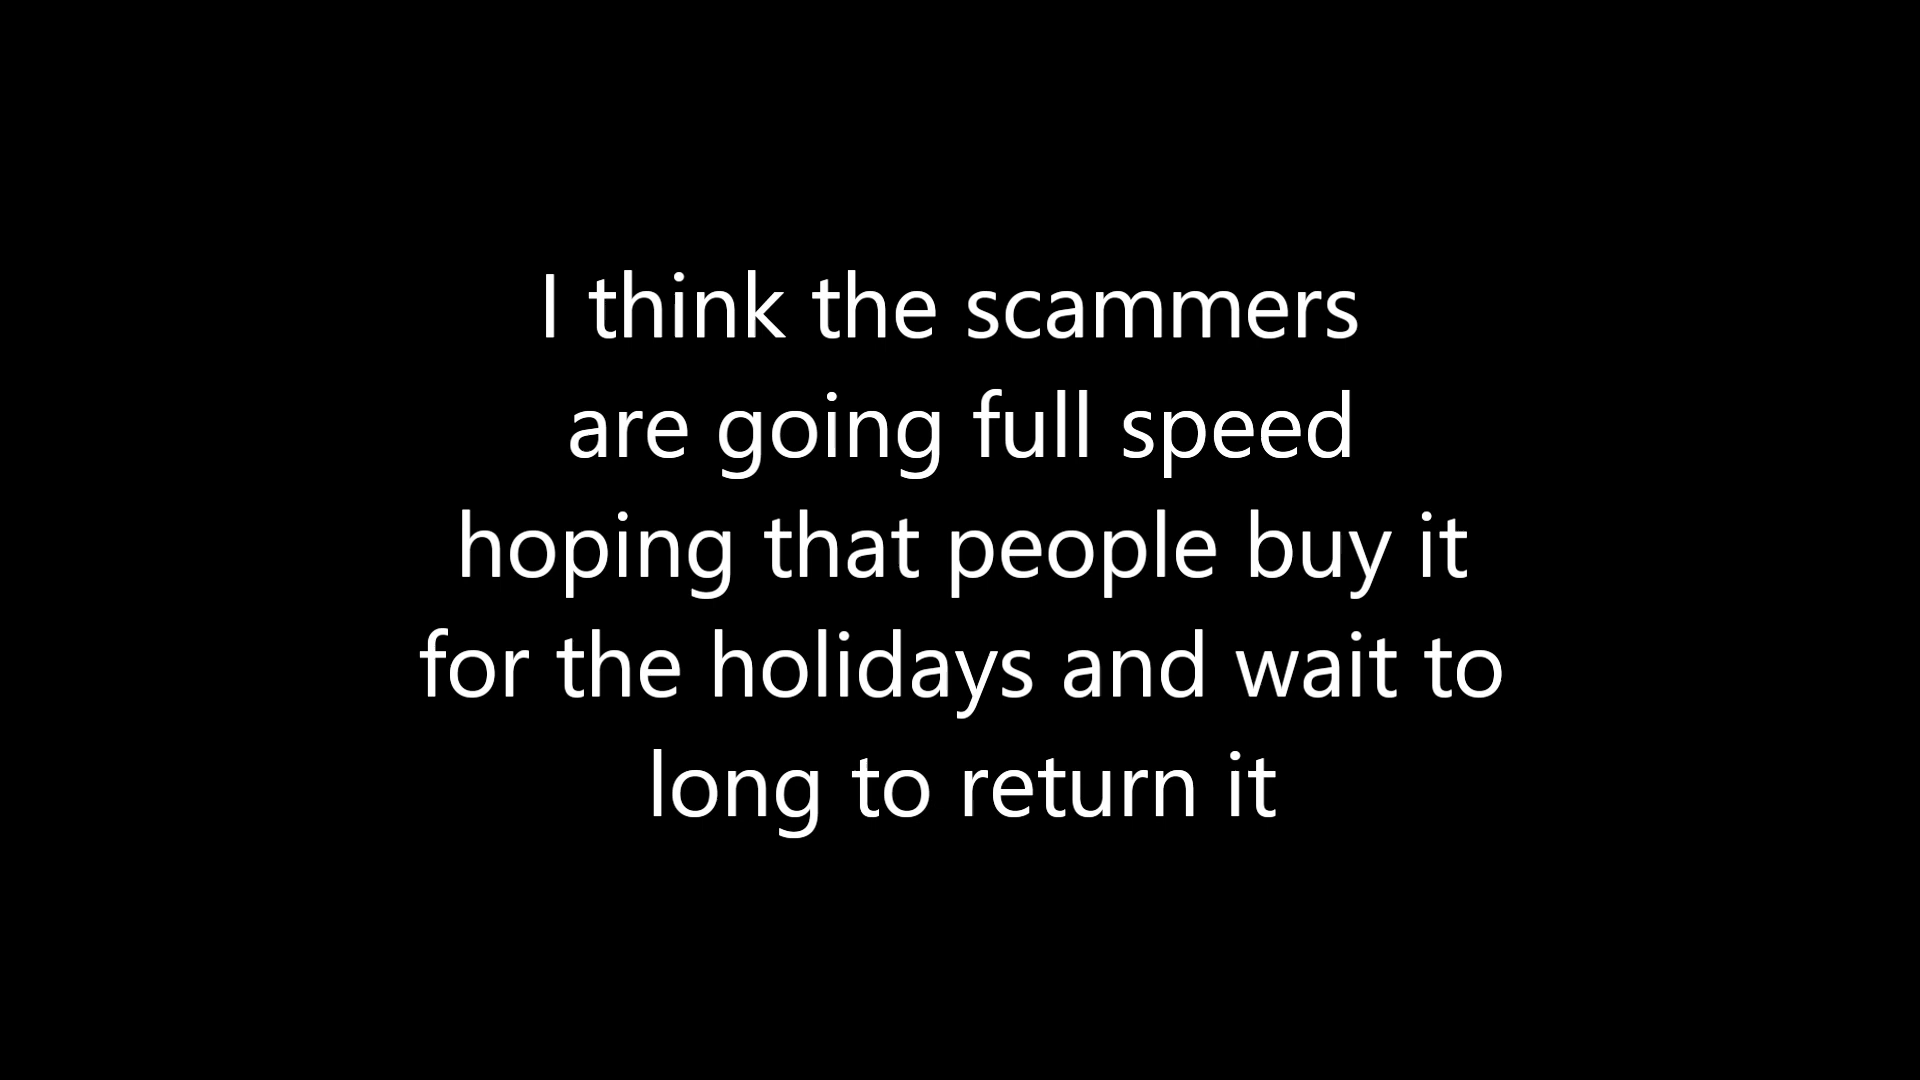 I think the scammers
are going full speed
hoping that people buy it
for the holidays and wait to
long to return it